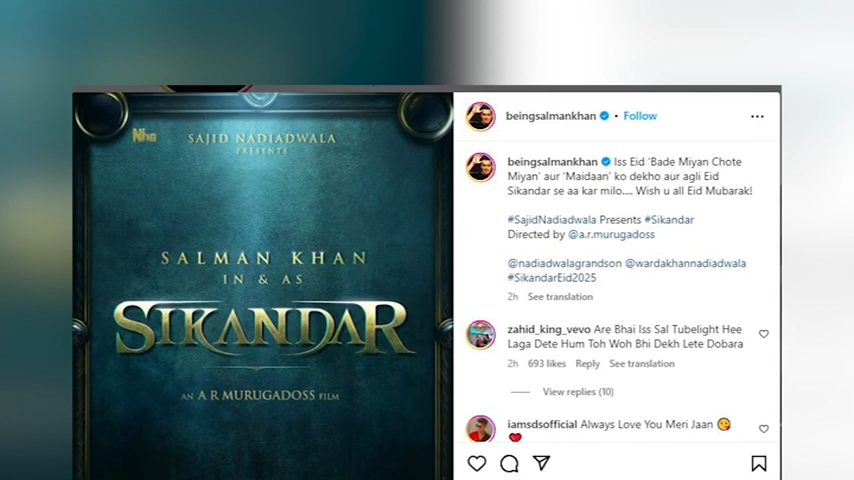 NG
SAJID NADIADWALA
PRESENTS
SALMAN KHAN
IN & AS
SIKANDAR
AN A R MURUGADOSS FILM
beingsalmankhan • Follow
beingsalmankhan Iss Eid ‘Bade Miyan Chote
Miyan’ aur ‘Maidaan’ ko dekho aur agli Eid
Sikandar se aa kar milo.... Wish u all Eid Mubarak!
#SajidNadiadwala Presents #Sikandar
Directed by @a.r.murugadoss
@nadiadwalagrandson @wardakhannadiadwala
#SikandarEid2025
2h See translation
zahid_king_vevo Are Bhai Iss Sal Tubelight Hee
Laga Dete Hum Toh Woh Bhi Dekh Lete Dobara
2h 693 likes Reply See translation
View replies (10)
iamsdsofficial Always Love You Meri Jaan 😘
❤️